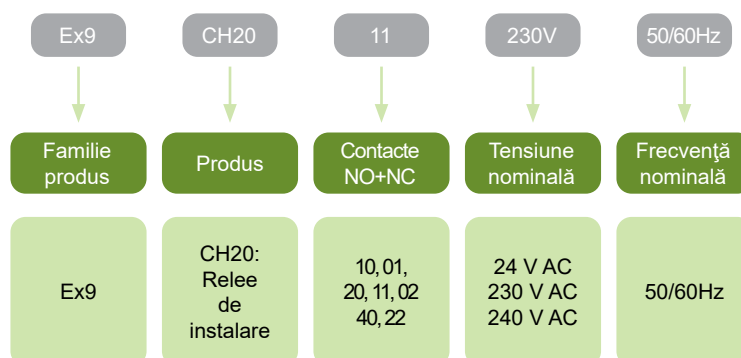 Ex9 CH20 11 230V 50/60Hz
Familie
produs
Produs
Contacte
NO+NC
Tensiune
nominală
Frecvenţă
nominală
Ex9
CH20:
Relee
de
instalare
10, 01,
20, 11, 02
40, 22
24 V AC
230 V AC
240 V AC
50/60Hz